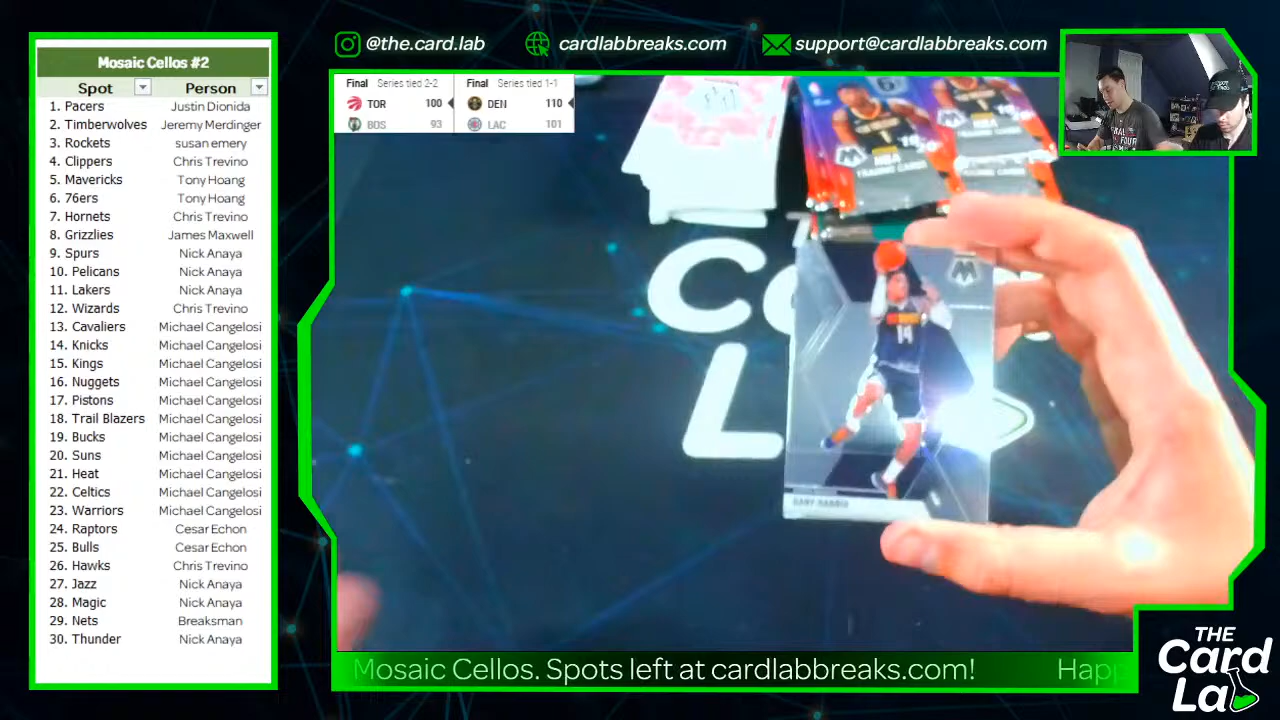 @the.card.lab
cardlabbreaks.com
support@cardlabbreaks.com
Mosaic Cellos #2
Spot Person
1. Pacers Justin Dionida
2. Timberwolves Jeremy Merdinger
3. Rockets susan emery
4. Clippers Chris Trevino
5. Mavericks Tony Hoang
6. 76ers Tony Hoang
7. Hornets Chris Trevino
8. Grizzlies James Maxwell
9. Spurs Nick Anaya
10. Pelicans Nick Anaya
11. Lakers Nick Anaya
12. Wizards Chris Trevino
13. Cavaliers Michael Cangelosi
14. Knicks Michael Cangelosi
15. Kings Michael Cangelosi
16. Nuggets Michael Cangelosi
17. Pistons Michael Cangelosi
18. Trail Blazers Michael Cangelosi
19. Bucks Michael Cangelosi
20. Suns Michael Cangelosi
21. Heat Michael Cangelosi
22. Celtics Michael Cangelosi
23. Warriors Michael Cangelosi
24. Raptors Cesar Echon
25. Bulls Cesar Echon
26. Hawks Chris Trevino
27. Jazz Nick Anaya
28. Magic Nick Anaya
29. Nets Breaksman
30. Thunder Nick Anaya
Final Series tied 2-2
TOR 100
BOS 93
Final Series tied 1-1
DEN 110
LAC 101
TRADING CARDS
14
GARY HARRIS
Mosaic Cellos. Spots left at cardlabbreaks.com! Happ
THE
Card
Lab